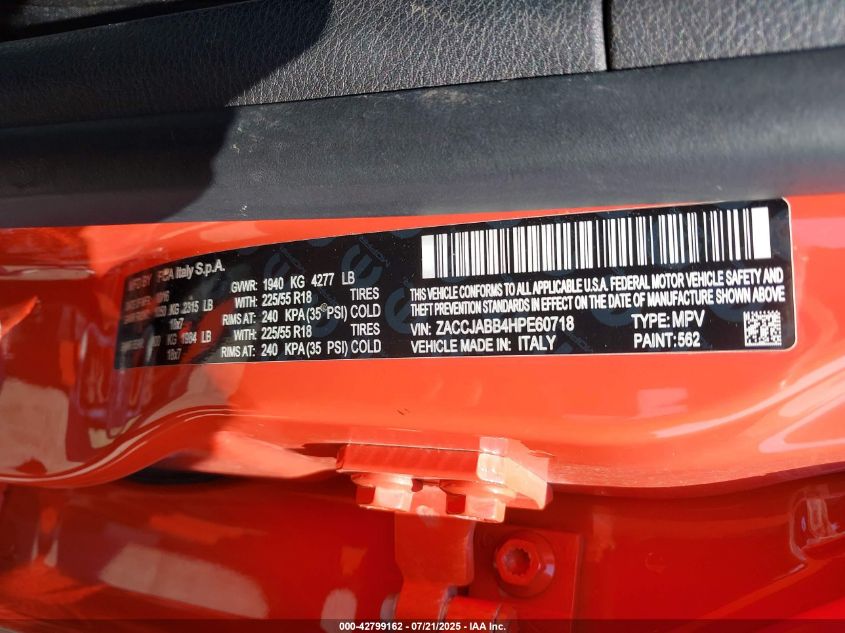 MFD BY FCA Italy S.p.A.
GVWR: 1940 KG 4277 LB
KG 2315 LB WITH: 225/55 R18 TIRES
18x7 RIMS AT: 240 KPA (35 PSI) COLD
KG 1984 LB WITH: 225/55 R18 TIRES
18x7 RIMS AT: 240 KPA (35 PSI) COLD
THIS VEHICLE CONFORMS TO ALL APPLICABLE U.S.A. FEDERAL MOTOR VEHICLE SAFETY AND
THEFT PREVENTION STANDARDS IN EFFECT ON THE DATE OF MANUFACTURE SHOWN ABOVE.
VIN: ZACCJABB4HPE60718 TYPE: MPV
VEHICLE MADE IN: ITALY PAINT: 562
000-42799162 - 07/21/2025 - IAA Inc.